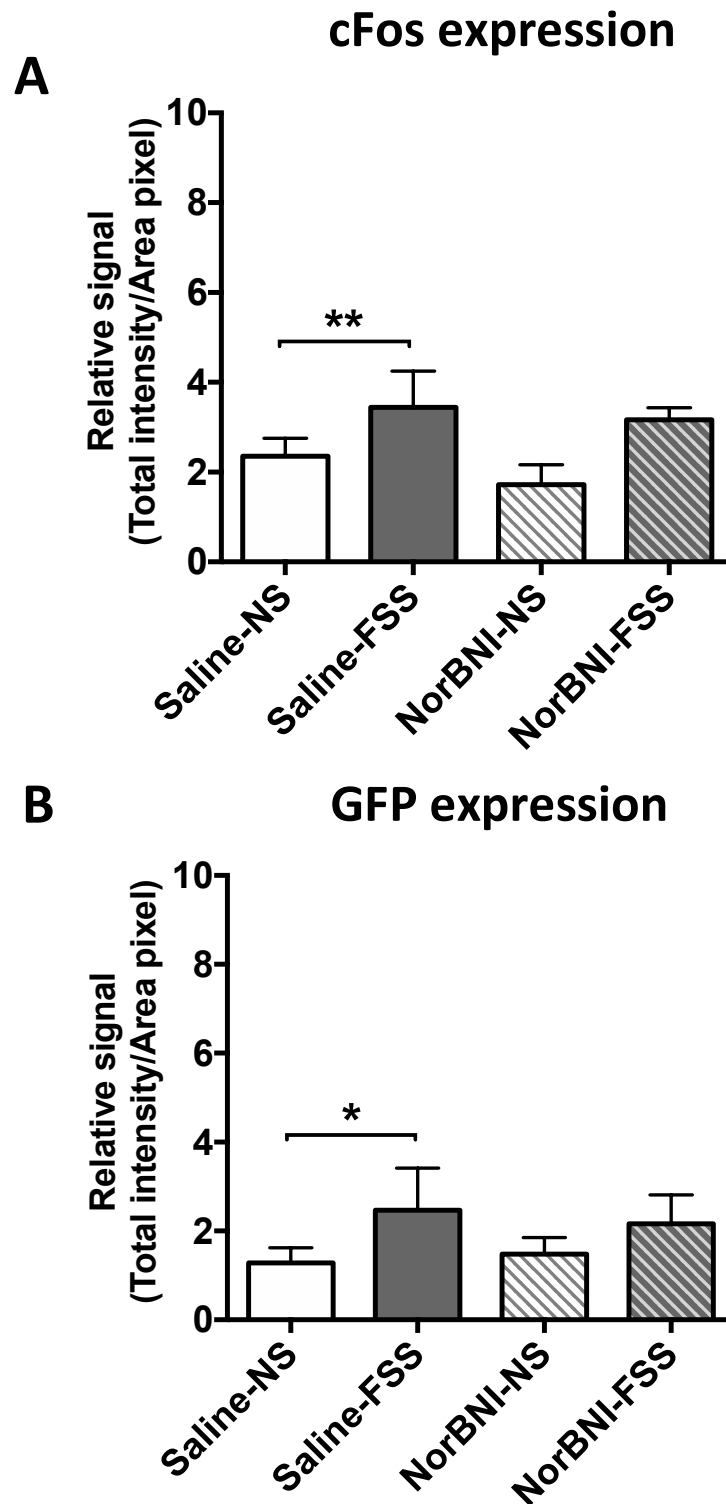 cFos expression
A
Relative signal
(Total intensity/Area pixel)
10
8
6
4
2
0
**
Saline-NS
Saline-FSS
NorBNI-NS
NorBNI-FSS
B
GFP expression
Relative signal
(Total intensity/Area pixel)
10
8
6
4
2
0
*
Saline-NS
Saline-FSS
NorBNI-NS
NorBNI-FSS